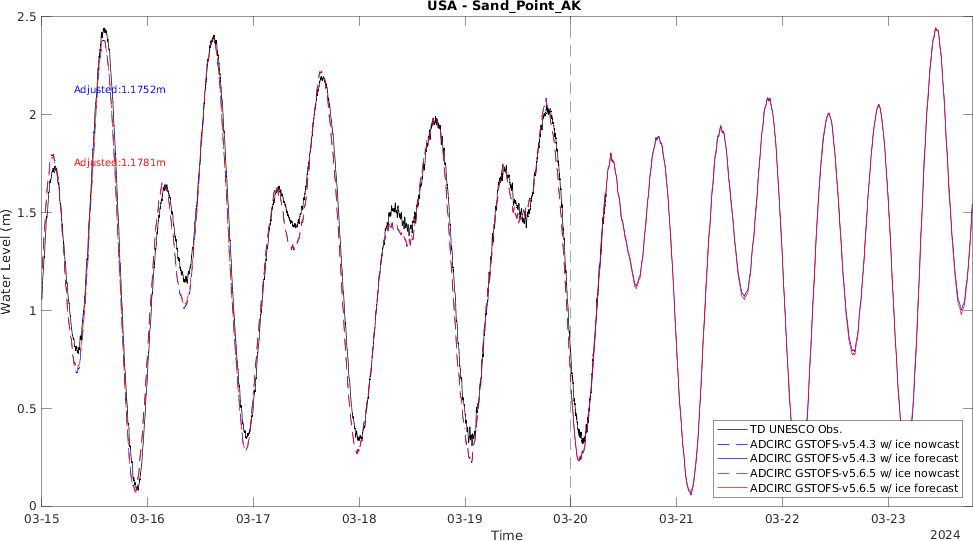 USA - Sand_Point_AK
2.5
2
1.5
1
0.5
0
Water Level (m)
Adjusted:1.1752m
Adjusted:1.1781m
TD UNESCO Obs.
ADCIRC GSTOFS-v5.4.3 w/ ice nowcast
ADCIRC GSTOFS-v5.4.3 w/ ice forecast
ADCIRC GSTOFS-v5.6.5 w/ ice nowcast
ADCIRC GSTOFS-v5.6.5 w/ ice forecast
03-15 03-16 03-17 03-18 03-19 03-20 03-21 03-22 03-23
Time
2024